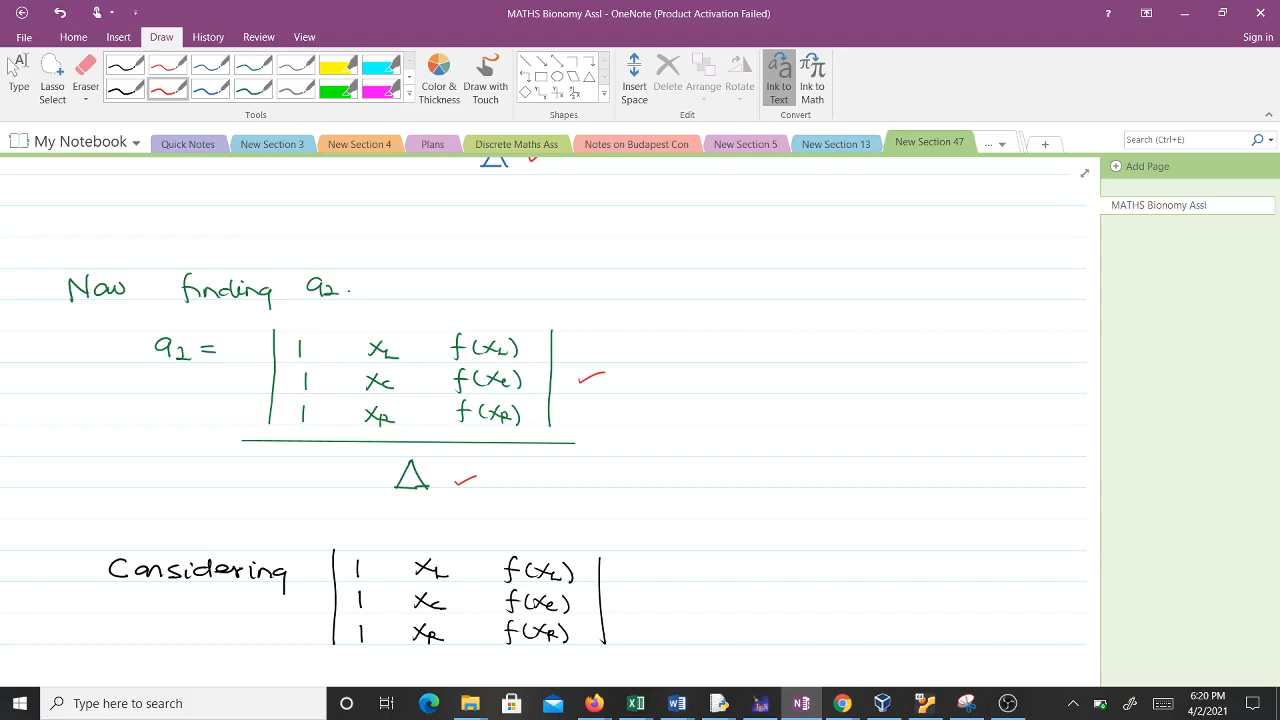 MATHS Bionomy Assl - OneNote (Product Activation Failed)
File Home Insert Draw History Review View Sign in
Type
Lasso Select
Eraser
Color & Thickness
Draw with Touch
Insert Space
Delete Arrange Rotate
Ink to Text
Ink to Math
Tools Shapes Edit Convert
My Notebook Quick Notes New Section 3 New Section 4 Plans Discrete Maths Ass Notes on Budapest Con New Section 5 New Section 13 New Section 47 ... Search (Ctrl+E)
Add Page
MATHS Bionomy Assl
Δ ✓
Now finding a₂.
a₂ = | 1 x_L f(x_L) |
| 1 x_C f(x_C) | ✓
| 1 x_R f(x_R) |
Δ ✓
Considering | 1 x_L f(x_L) |
| 1 x_C f(x_C) |
| 1 x_R f(x_R) |
Type here to search
6:20 PM
4/2/2021